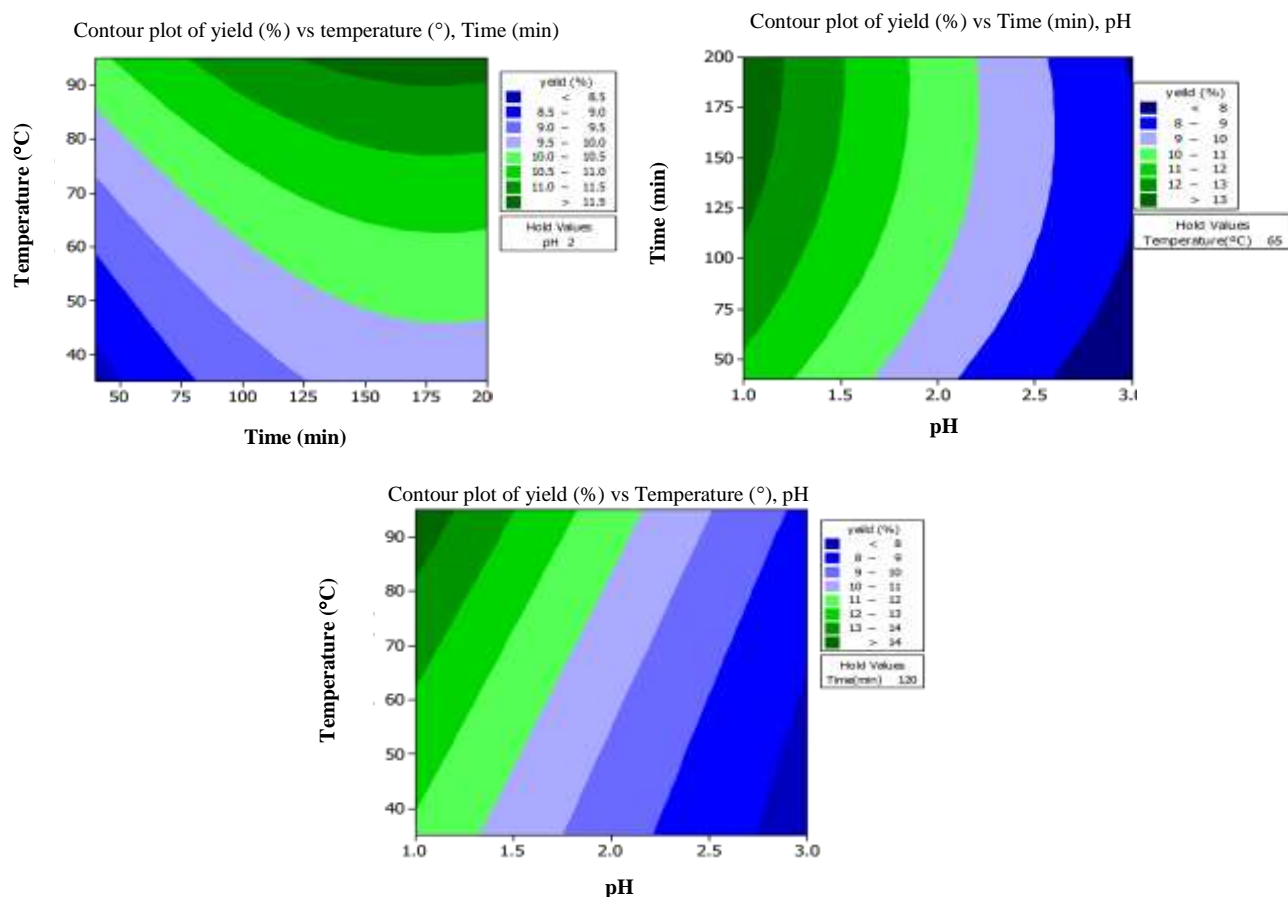 Contour plot of yield (%) vs temperature (°), Time (min)
yeild (%)
< 8.5
8.5 – 9.0
9.0 – 9.5
9.5 – 10.0
10.0 – 10.5
10.5 – 11.0
11.0 – 11.5
> 11.5
Hold Values
pH 2
90
80
70
60
50
40
Temperature (°C)
50 75 100 125 150 175 20
Time (min)
Contour plot of yield (%) vs Time (min), pH
yeild (%)
< 8
8 – 9
9 – 10
10 – 11
11 – 12
12 – 13
> 13
Hold Values
Temperature(ºC) 65
200
175
150
125
100
75
50
Time (min)
1.0 1.5 2.0 2.5 3.0
pH
Contour plot of yield (%) vs Temperature (°), pH
yeild (%)
< 8
8 – 9
9 – 10
10 – 11
11 – 12
12 – 13
13 – 14
> 14
Hold Values
Time(min) 120
90
80
70
60
50
40
Temperature (°C)
1.0 1.5 2.0 2.5 3.0
pH